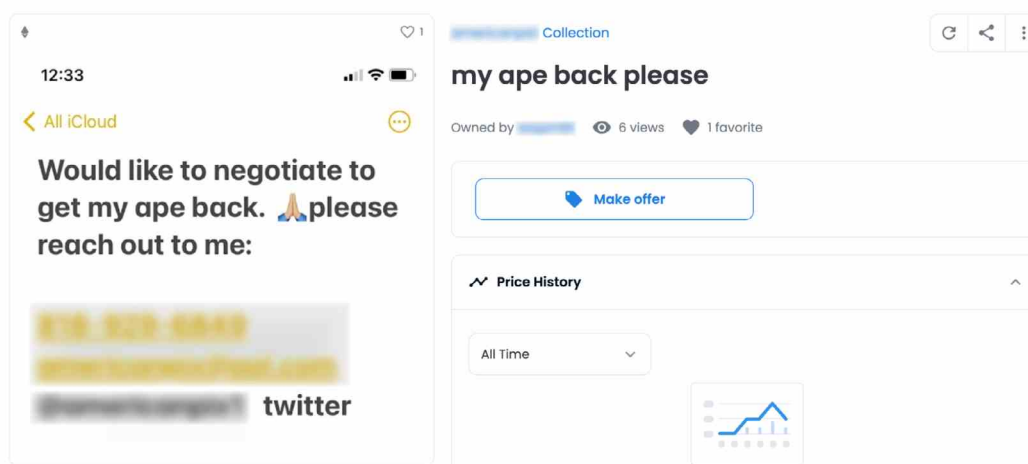 1
12:33
All iCloud
Would like to negotiate to
get my ape back. 🙏please
reach out to me:
twitter
Collection
my ape back please
Owned by
6 views
1 favorite
Make offer
Price History
All Time